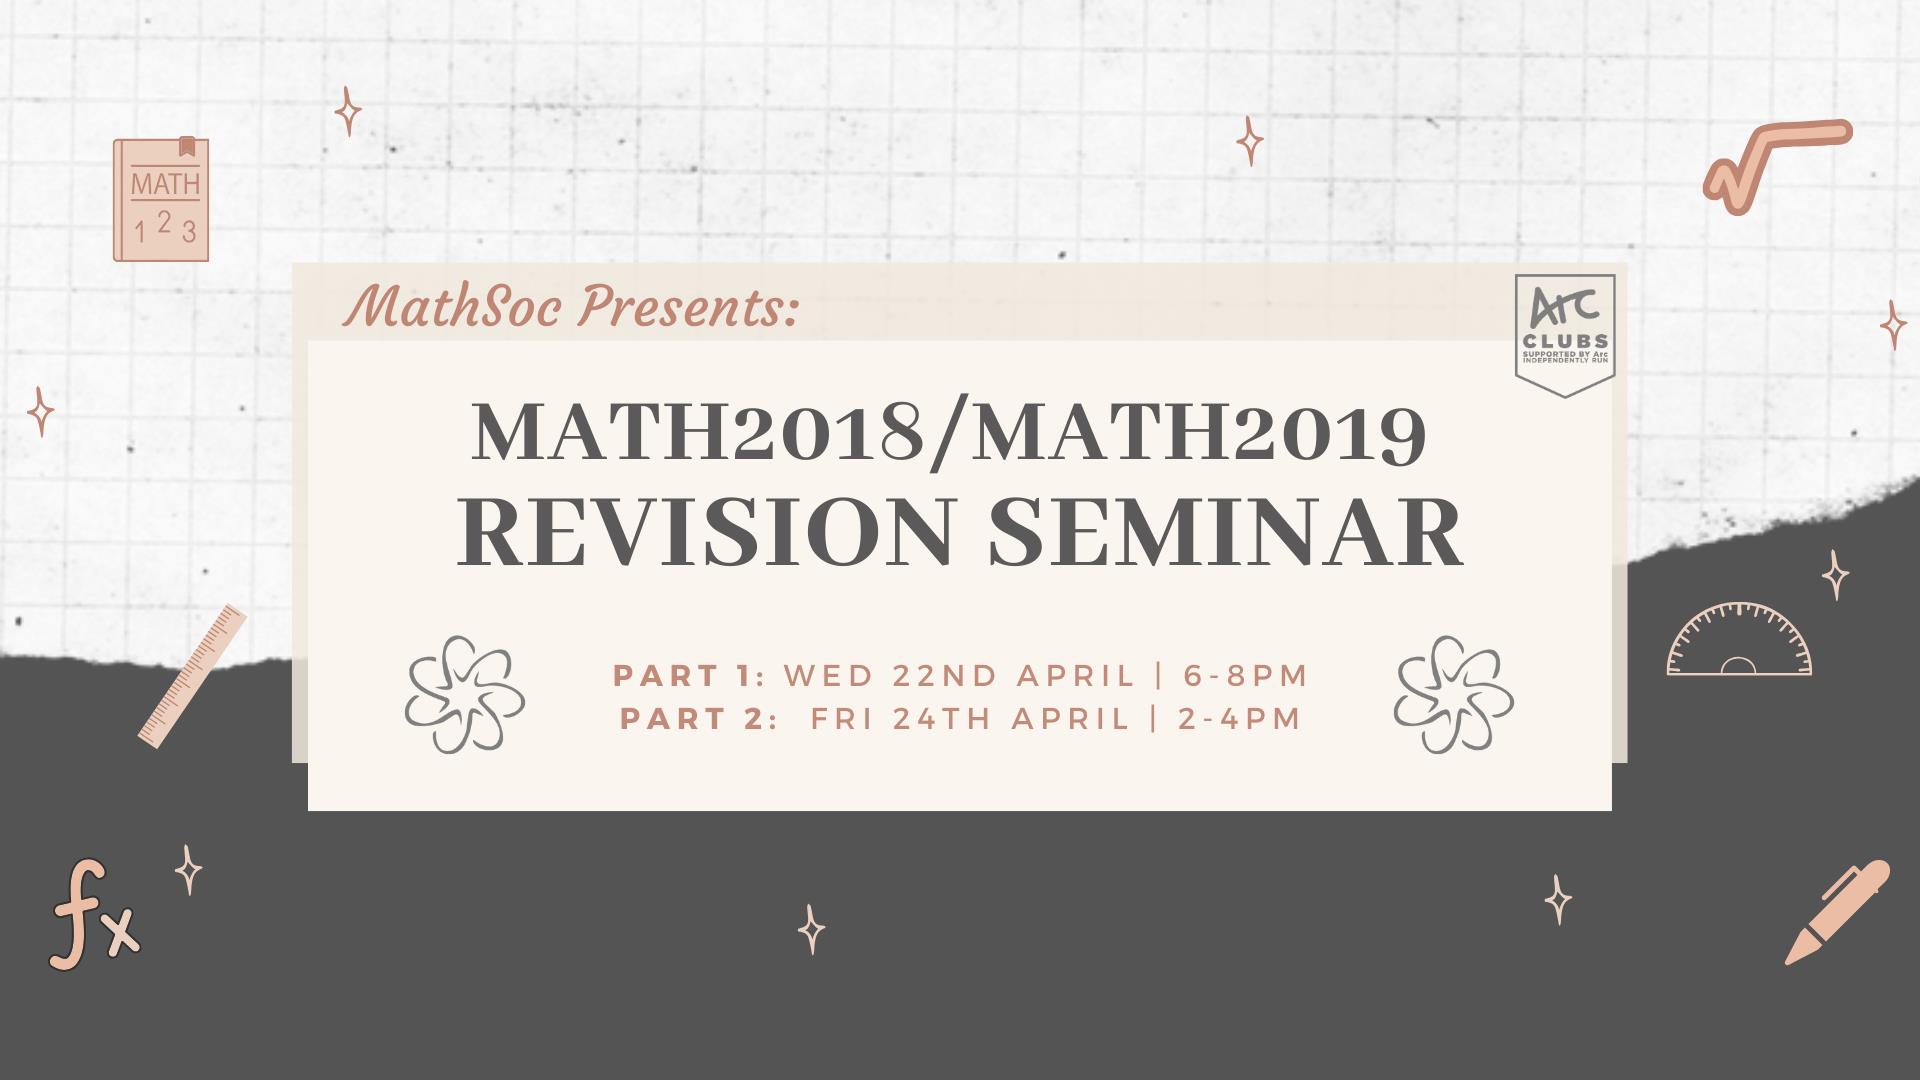 MATH
1 2 3
MathSoc Presents:
Arc
CLUBS
SUPPORTED BY Arc
INDEPENDENTLY RUN
MATH2018/MATH2019
REVISION SEMINAR
PART 1: WED 22ND APRIL | 6-8PM
PART 2: FRI 24TH APRIL | 2-4PM
fx